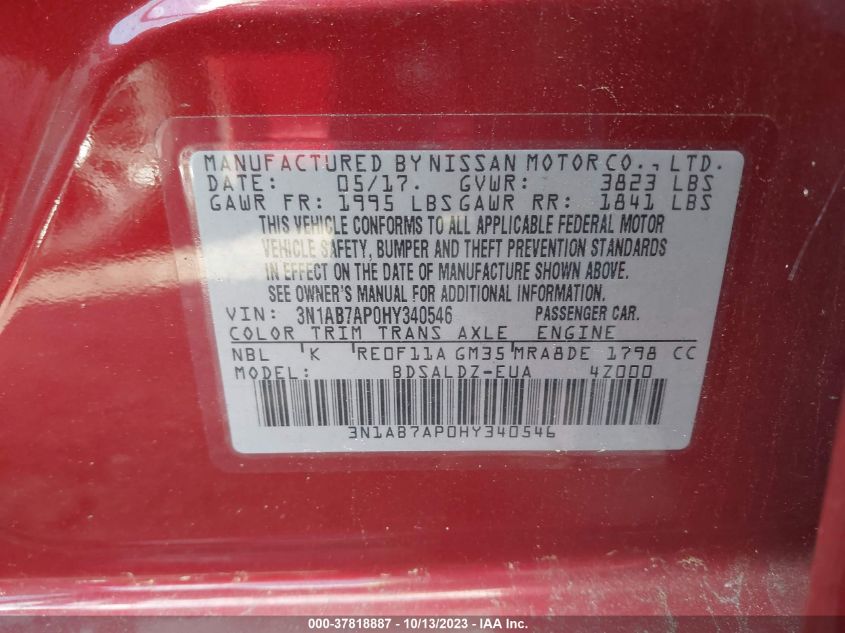 MANUFACTURED BY NISSAN MOTOR CO., LTD.
DATE: 05/17. GVWR: 3823 LBS
GAWR FR: 1995 LBS GAWR RR: 1841 LBS
THIS VEHICLE CONFORMS TO ALL APPLICABLE FEDERAL MOTOR
VEHICLE SAFETY, BUMPER AND THEFT PREVENTION STANDARDS
IN EFFECT ON THE DATE OF MANUFACTURE SHOWN ABOVE.
SEE OWNER'S MANUAL FOR ADDITIONAL INFORMATION.
VIN: 3N1AB7AP0HY340546 PASSENGER CAR.
COLOR TRIM TRANS AXLE ENGINE
NBL K RE0F11A GM35 MRA8DE 1798 CC
MODEL: BDSALDZ-EUA 4Z000
3N1AB7AP0HY340546
000-37818887 - 10/13/2023 - © IAA, Inc.